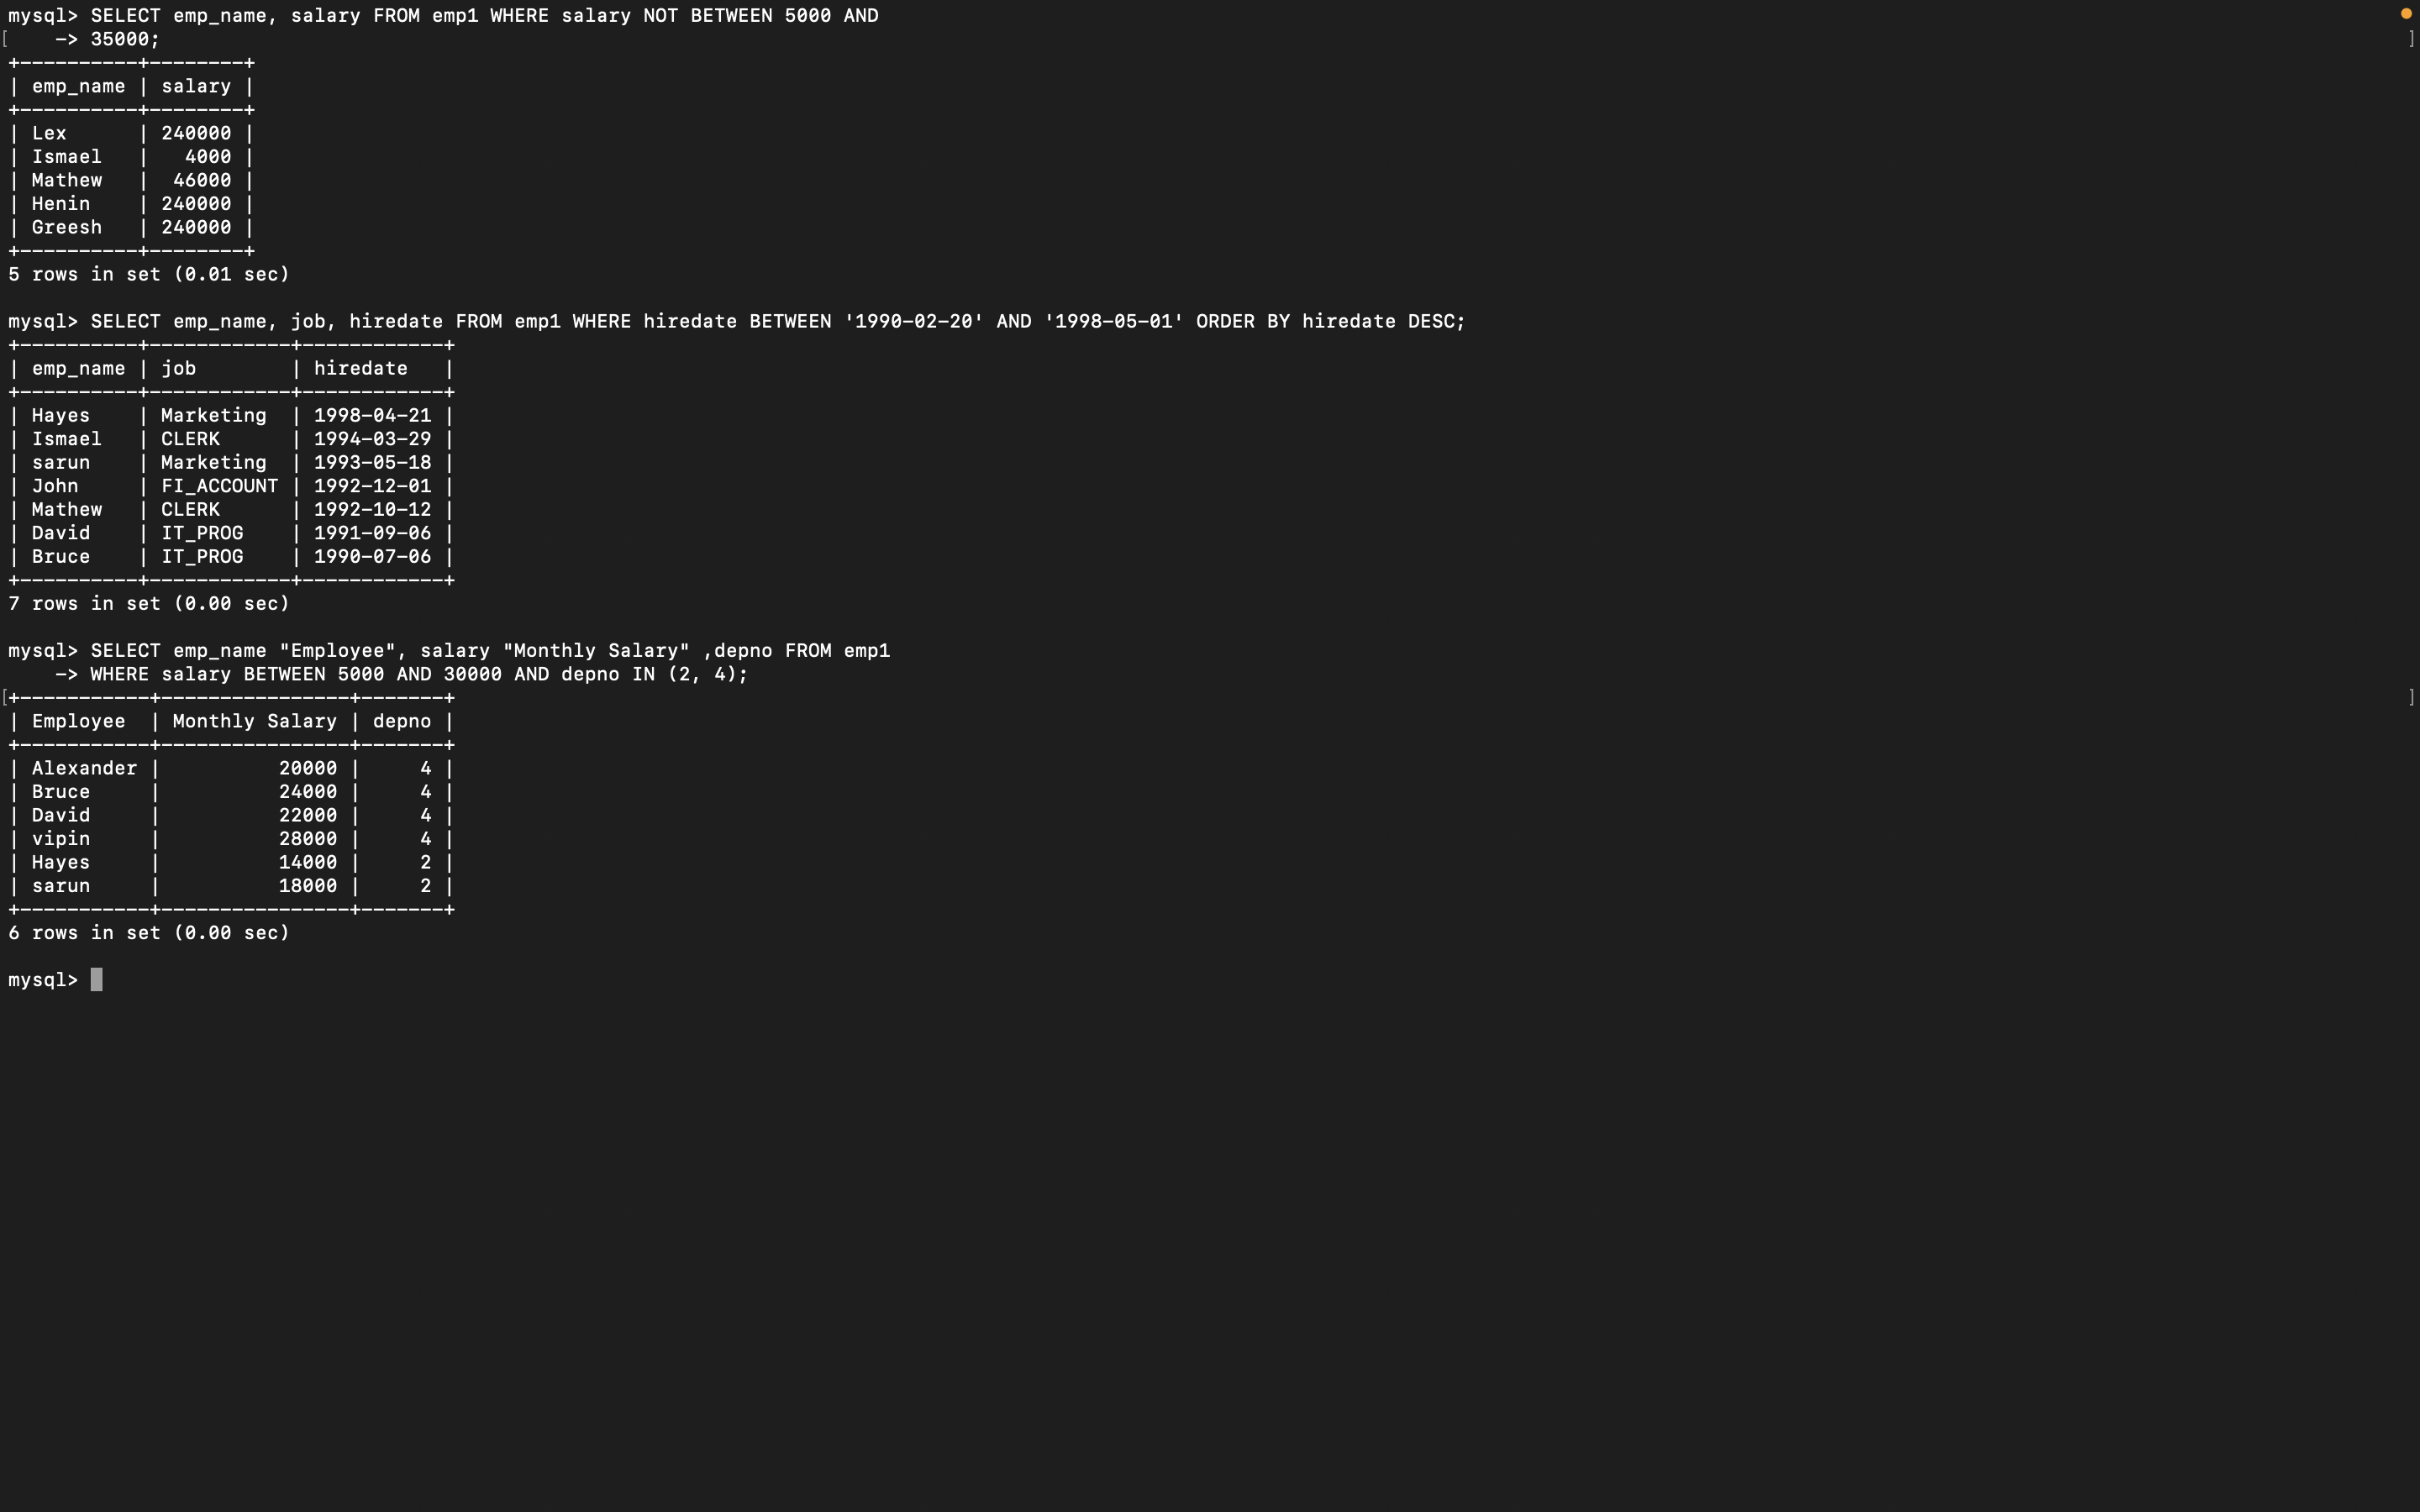 mysql> SELECT emp_name, salary FROM emp1 WHERE salary NOT BETWEEN 5000 AND
[    -> 35000;                                                                 ]
+----------+--------+
| emp_name | salary |
+----------+--------+
| Lex      | 240000 |
| Ismael   |   4000 |
| Mathew   |  46000 |
| Henin    | 240000 |
| Greesh   | 240000 |
+----------+--------+
5 rows in set (0.01 sec)

mysql> SELECT emp_name, job, hiredate FROM emp1 WHERE hiredate BETWEEN '1990-02-20' AND '1998-05-01' ORDER BY hiredate DESC;
+----------+------------+------------+
| emp_name | job        | hiredate   |
+----------+------------+------------+
| Hayes    | Marketing  | 1998-04-21 |
| Ismael   | CLERK      | 1994-03-29 |
| sarun    | Marketing  | 1993-05-18 |
| John     | FI_ACCOUNT | 1992-12-01 |
| Mathew   | CLERK      | 1992-10-12 |
| David    | IT_PROG    | 1991-09-06 |
| Bruce    | IT_PROG    | 1990-07-06 |
+----------+------------+------------+
7 rows in set (0.00 sec)

mysql> SELECT emp_name "Employee", salary "Monthly Salary" ,depno FROM emp1
    -> WHERE salary BETWEEN 5000 AND 30000 AND depno IN (2, 4);
[+-----------+----------------+-------+                                        ]
| Employee  | Monthly Salary | depno |
+-----------+----------------+-------+
| Alexander |          20000 |     4 |
| Bruce     |          24000 |     4 |
| David     |          22000 |     4 |
| vipin     |          28000 |     4 |
| Hayes     |          14000 |     2 |
| sarun     |          18000 |     2 |
+-----------+----------------+-------+
6 rows in set (0.00 sec)

mysql>